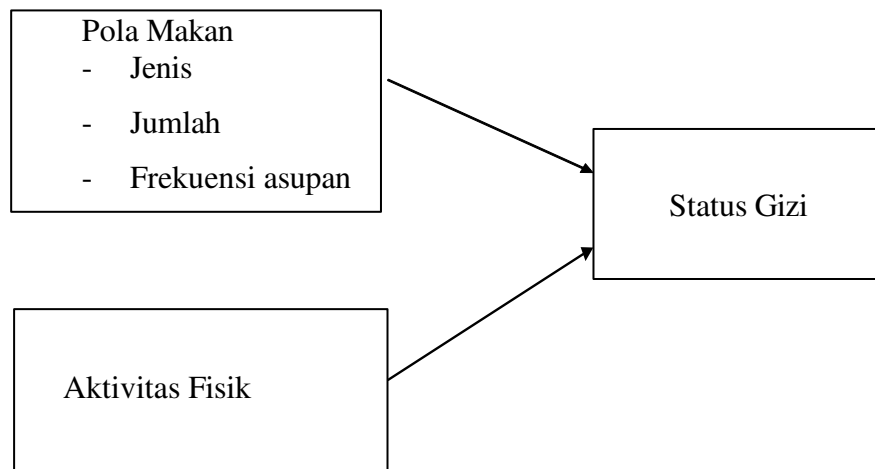 Pola Makan
- Jenis
- Jumlah
- Frekuensi asupan
Status Gizi
Aktivitas Fisik